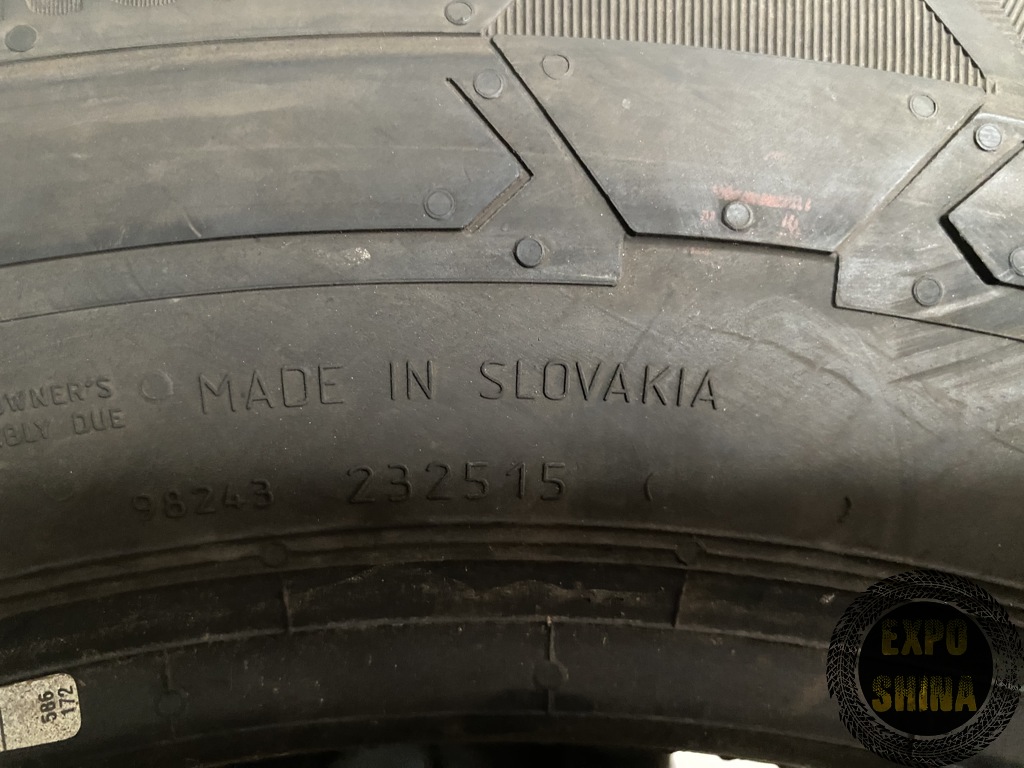 OWNER'S
BLY DUE
MADE IN SLOVAKIA
98243 232515 ( )
586
172
EXPO
SHINA